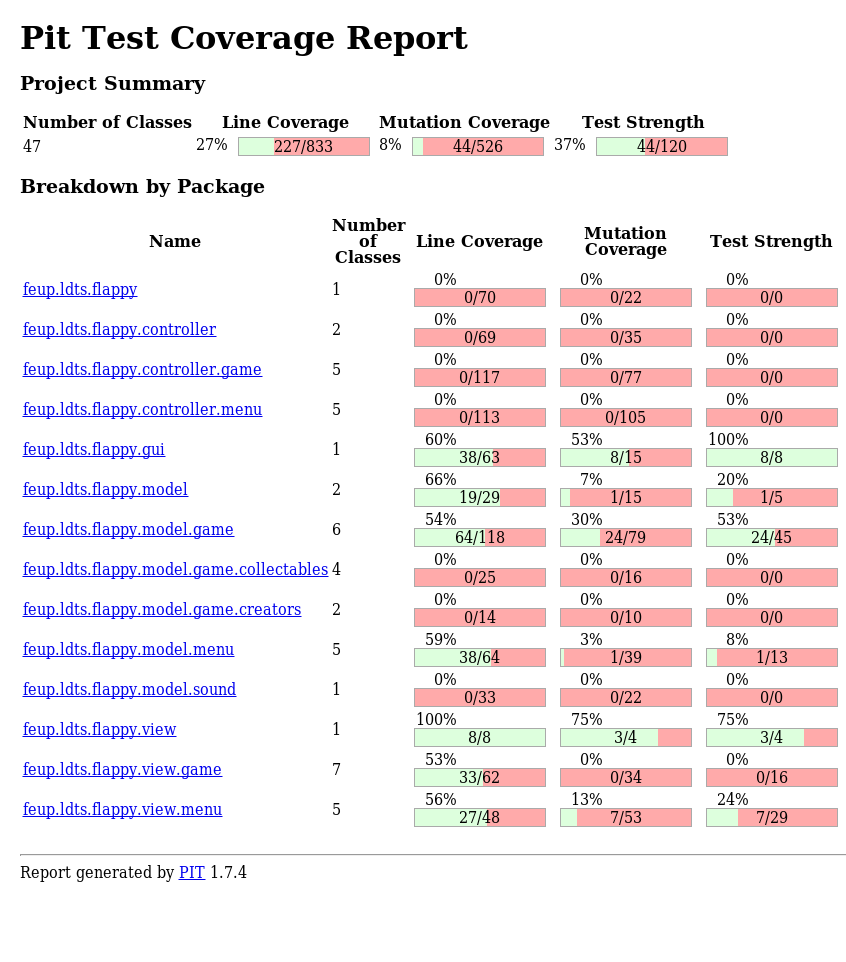 Pit Test Coverage Report
Project Summary
Number of Classes Line Coverage Mutation Coverage Test Strength
47 27% 227/833 8% 44/526 37% 44/120
Breakdown by Package
Name Number of Classes Line Coverage Mutation Coverage Test Strength
feup.ldts.flappy 1 0% 0/70 0% 0/22 0% 0/0
feup.ldts.flappy.controller 2 0% 0/69 0% 0/35 0% 0/0
feup.ldts.flappy.controller.game 5 0% 0/117 0% 0/77 0% 0/0
feup.ldts.flappy.controller.menu 5 0% 0/113 0% 0/105 0% 0/0
feup.ldts.flappy.gui 1 60% 38/63 53% 8/15 100% 8/8
feup.ldts.flappy.model 2 66% 19/29 7% 1/15 20% 1/5
feup.ldts.flappy.model.game 6 54% 64/118 30% 24/79 53% 24/45
feup.ldts.flappy.model.game.collectables 4 0% 0/25 0% 0/16 0% 0/0
feup.ldts.flappy.model.game.creators 2 0% 0/14 0% 0/10 0% 0/0
feup.ldts.flappy.model.menu 5 59% 38/64 3% 1/39 8% 1/13
feup.ldts.flappy.model.sound 1 0% 0/33 0% 0/22 0% 0/0
feup.ldts.flappy.view 1 100% 8/8 75% 3/4 75% 3/4
feup.ldts.flappy.view.game 7 53% 33/62 0% 0/34 0% 0/16
feup.ldts.flappy.view.menu 5 56% 27/48 13% 7/53 24% 7/29
Report generated by PIT 1.7.4